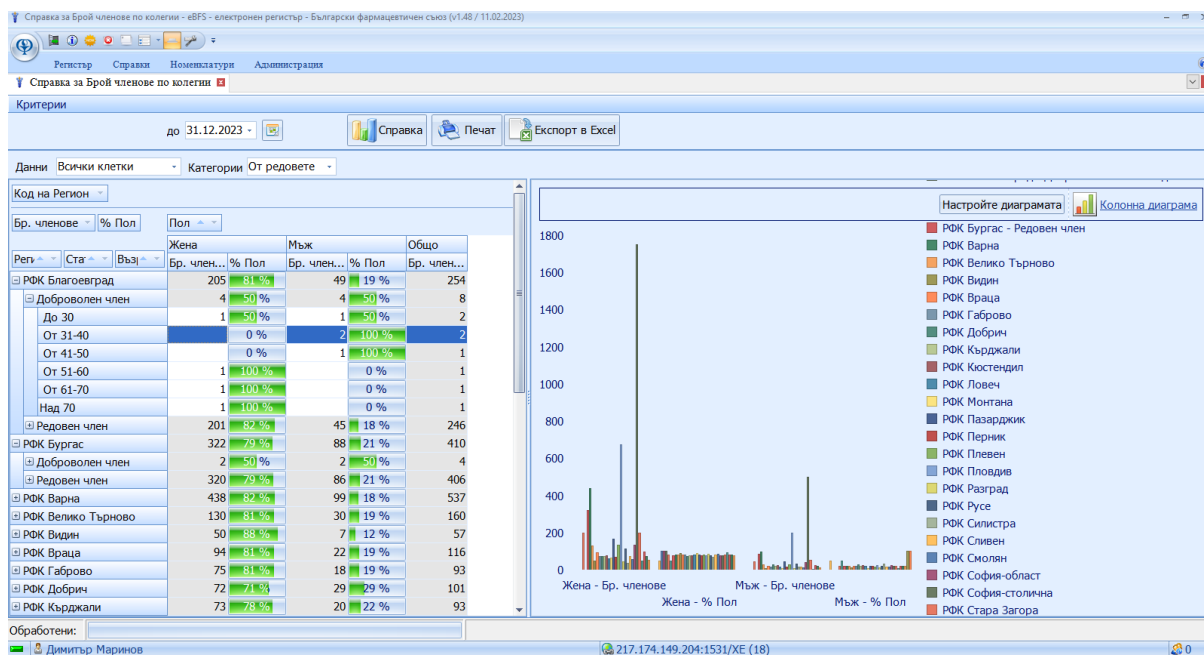 Справка за Брой членове по колегии - eBFS - електронен регистър - Български фармацевтичен съюз (v1.48 / 11.02.2023)
Регистър Справки Номенклатури Администрация
Справка за Брой членове по колегии
Критерии
до 31.12.2023 Справка Печат Експорт в Excel
Данни Всички клетки Категории От редовете
Код на Регион
Бр. членове % Пол Пол
Жена Мъж Общо
Бр. член... % Пол Бр. член... % Пол Бр. член...
РФК Благоевград 205 81 % 49 19 % 254
Доброволен член 4 50 % 4 50 % 8
До 30 1 50 % 1 50 % 2
От 31-40 0 % 2 100 % 2
От 41-50 0 % 1 100 % 1
От 51-60 1 100 % 0 % 1
От 61-70 1 100 % 0 % 1
Над 70 1 100 % 0 % 1
Редовен член 201 82 % 45 18 % 246
РФК Бургас 322 79 % 88 21 % 410
Доброволен член 2 50 % 2 50 % 4
Редовен член 320 79 % 86 21 % 406
РФК Варна 438 82 % 99 18 % 537
РФК Велико Търново 130 81 % 30 19 % 160
РФК Видин 50 88 % 7 12 % 57
РФК Враца 94 81 % 22 19 % 116
РФК Габрово 75 81 % 18 19 % 93
РФК Добрич 72 71 % 29 29 % 101
РФК Кърджали 73 78 % 20 22 % 93
Настройте диаграмата Колонна диаграма
1800
1600
1400
1200
1000
800
600
400
200
0
Жена - Бр. членове Мъж - Бр. членове
Жена - % Пол Мъж - % Пол
РФК Бургас - Редовен член
РФК Варна
РФК Велико Търново
РФК Видин
РФК Враца
РФК Габрово
РФК Добрич
РФК Кърджали
РФК Кюстендил
РФК Ловеч
РФК Монтана
РФК Пазарджик
РФК Перник
РФК Плевен
РФК Пловдив
РФК Разград
РФК Русе
РФК Силистра
РФК Сливен
РФК Смолян
РФК София-област
РФК София-столична
РФК Стара Загора
Обработени:
Димитър Маринов 217.174.149.204:1531/XE (18) 0